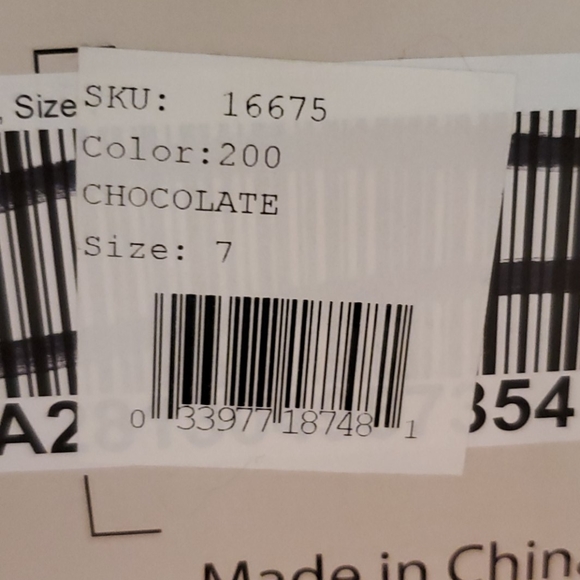 , Size
SKU: 16675
Color:200
CHOCOLATE
Size: 7
0 33977 18748 1
A2
354
Made in Chin